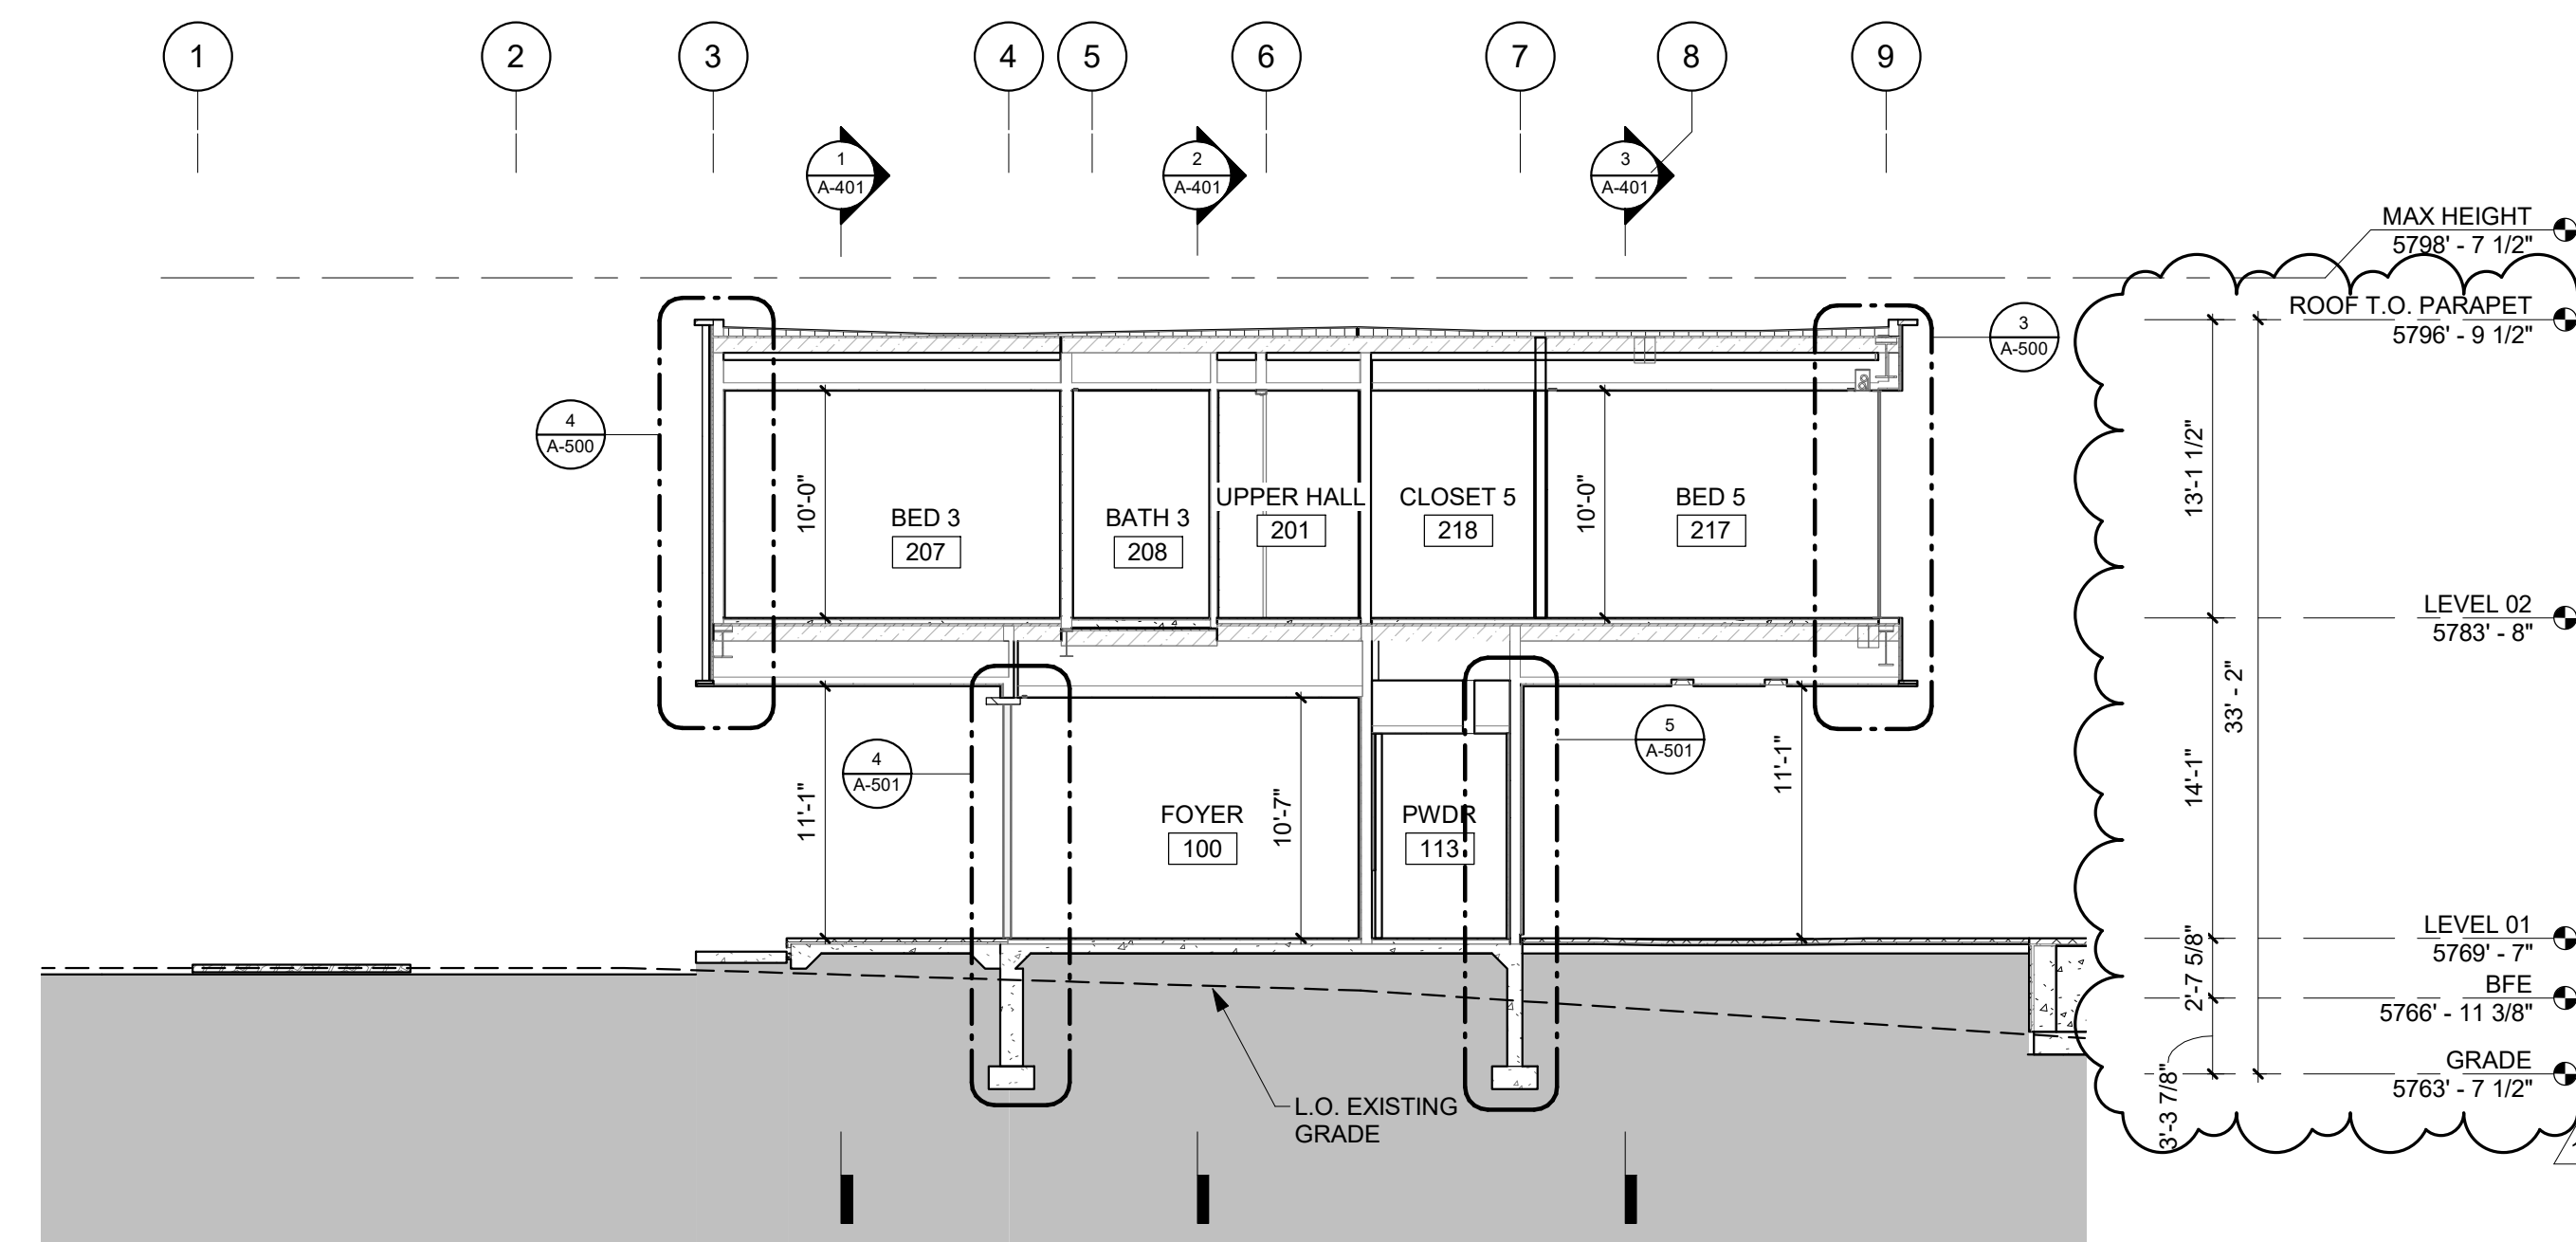 1
2
3
4
5
6
7
8
9
1
A-401
2
A-401
3
A-401
MAX HEIGHT
5798' - 7 1/2"
ROOF T.O. PARAPET
5796' - 9 1/2"
3
A-500
4
A-500
13'-1 1/2"
10'-0"
BED 3
207
BATH 3
208
UPPER HALL
201
CLOSET 5
218
10'-0"
BED 5
217
LEVEL 02
5783' - 8"
33' - 2"
5
A-501
4
A-501
11'-1"
FOYER
100
10'-7"
PWDR
113
11'-1"
14'-1"
LEVEL 01
5769' - 7"
2'-7 5/8"
BFE
5766' - 11 3/8"
GRADE
5763' - 7 1/2"
3'-3 7/8"
L.O. EXISTING
GRADE